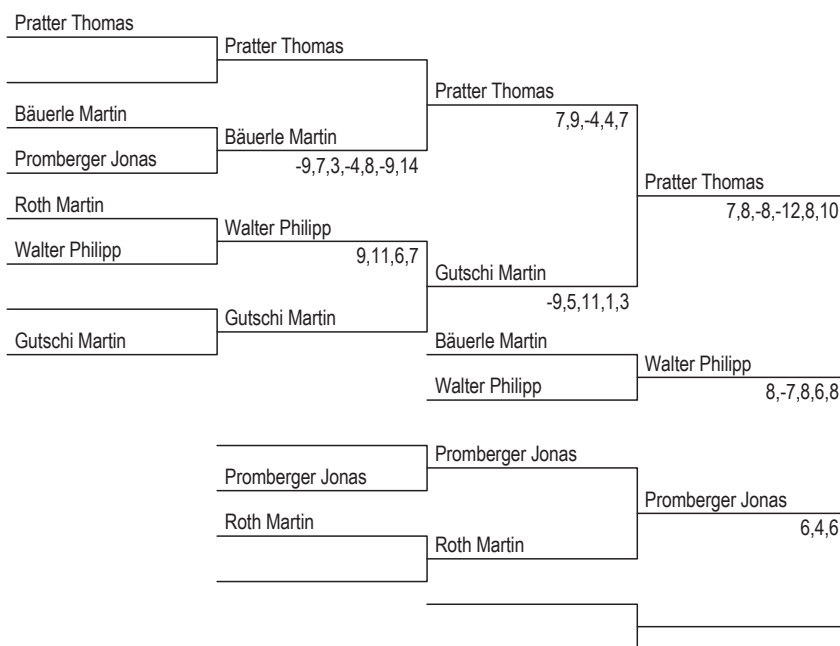 Pratter Thomas
Pratter Thomas
Pratter Thomas
7,9,-4,4,7
Bäuerle Martin
Bäuerle Martin
-9,7,3,-4,8,-9,14
Promberger Jonas
Pratter Thomas
7,8,-8,-12,8,10
Roth Martin
Walter Philipp
9,11,6,7
Walter Philipp
Gutschi Martin
-9,5,11,1,3
Gutschi Martin
Gutschi Martin
Bäuerle Martin
Walter Philipp
8,-7,8,6,8
Walter Philipp
Promberger Jonas
Promberger Jonas
Promberger Jonas
6,4,6
Roth Martin
Roth Martin